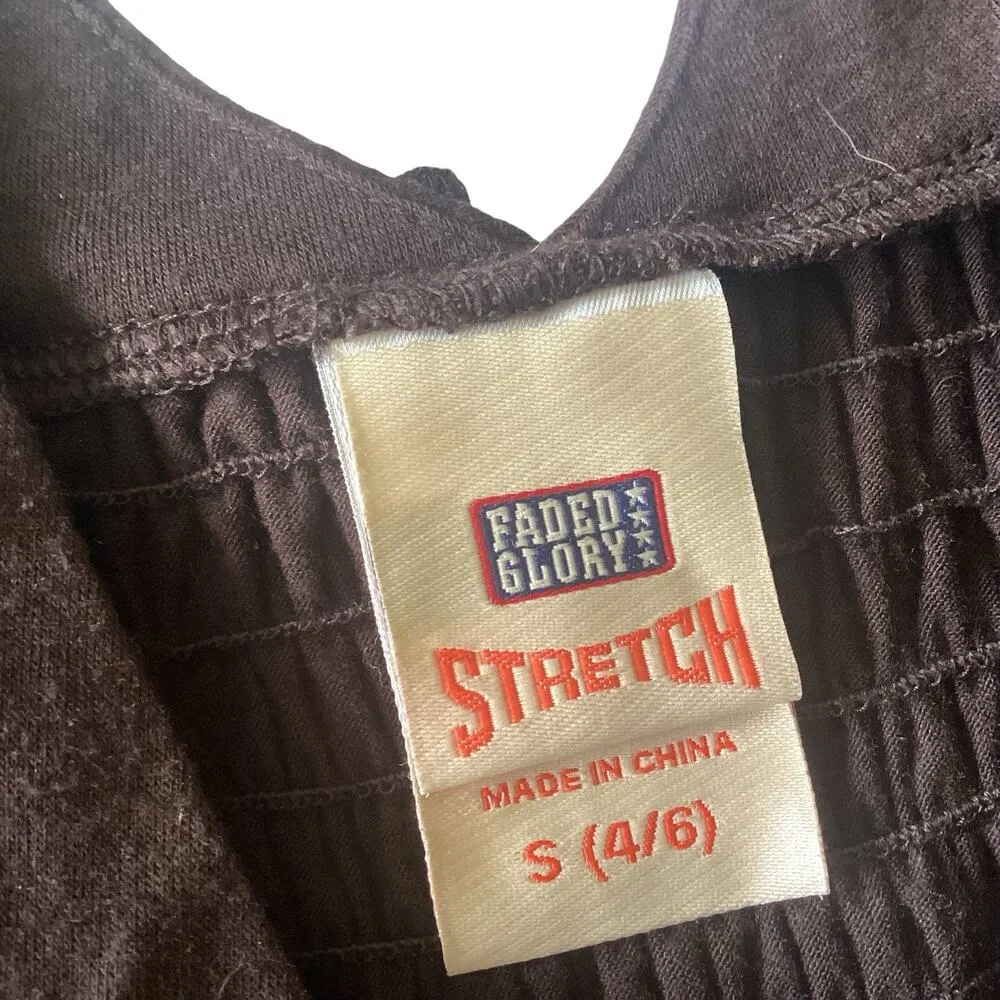 FADED
GLORY
STRETCH
MADE IN CHINA
S (4/6)